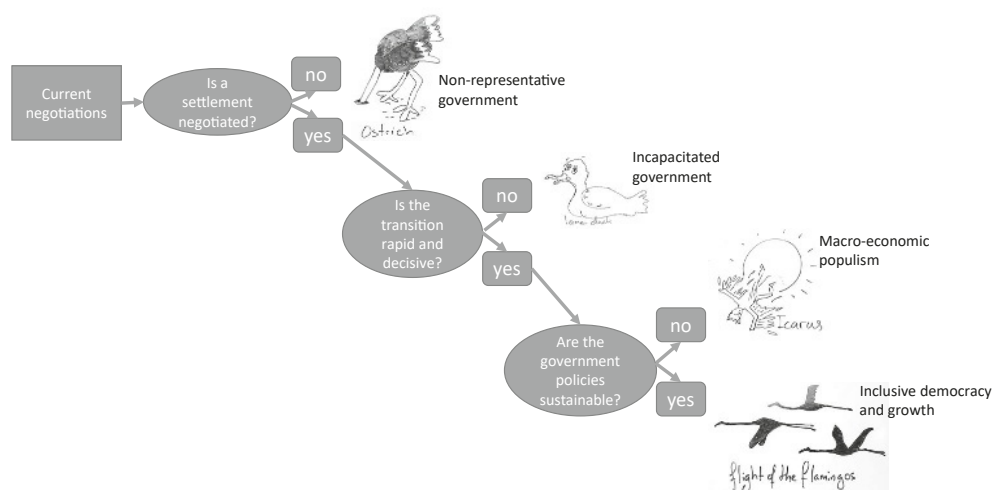 Current
negotiations
Is a
settlement
negotiated?
no
yes
Ostrich
Non-representative
government
Is the
transition
rapid and
decisive?
no
yes
Lame duck
Incapacitated
government
Are the
government
policies
sustainable?
no
yes
Icarus
Macro-economic
populism
flight of the flamingos
Inclusive democracy
and growth